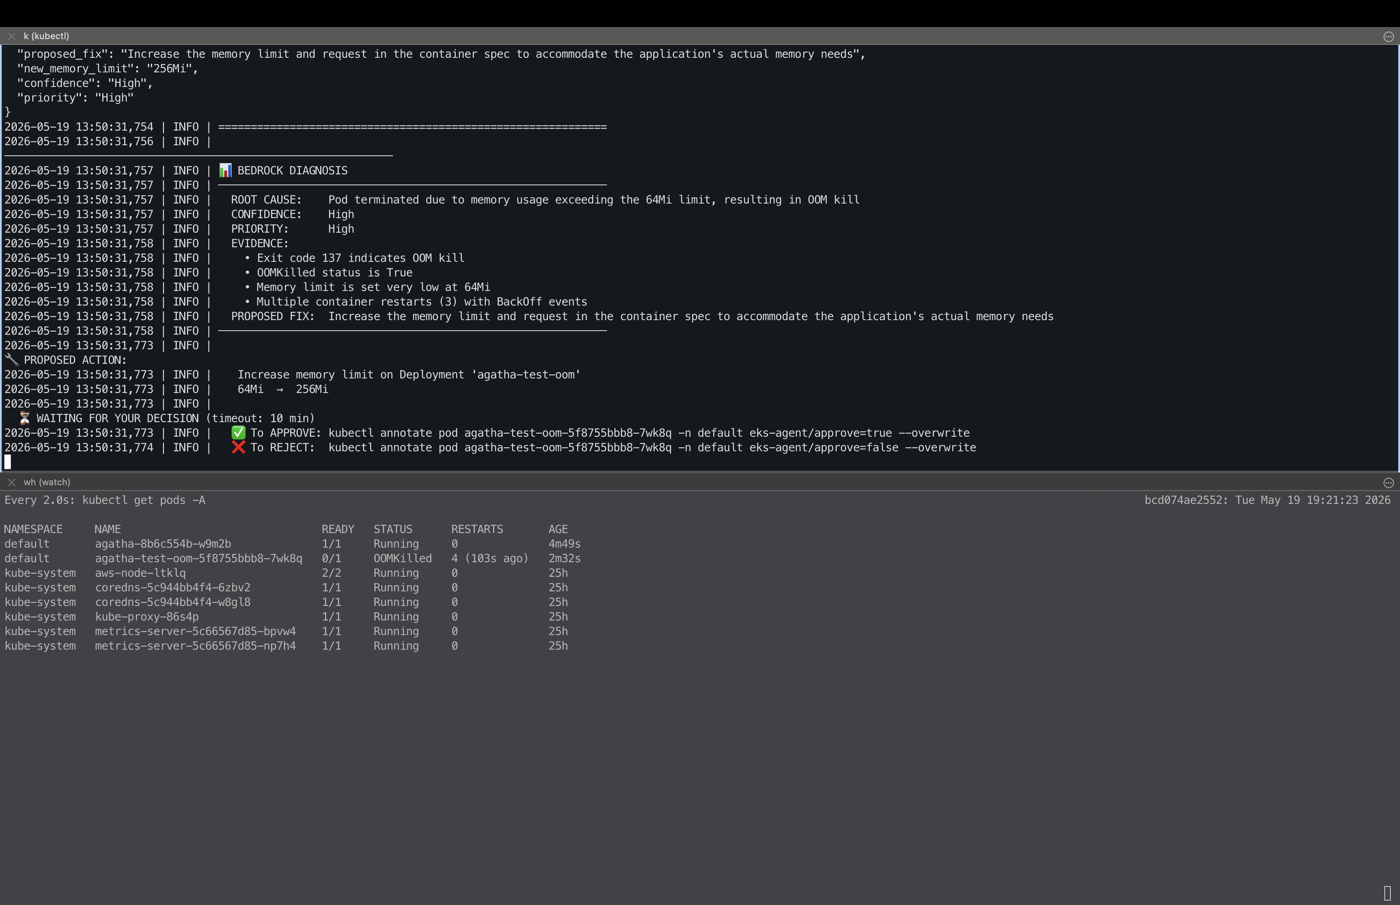 k (kubectl)
  "proposed_fix": "Increase the memory limit and request in the container spec to accommodate the application's actual memory needs",
  "new_memory_limit": "256Mi",
  "confidence": "High",
  "priority": "High"
}
2026-05-19 13:50:31,754 | INFO | ============================================================
2026-05-19 13:50:31,756 | INFO |
────────────────────────────────────────────────────────────
2026-05-19 13:50:31,757 | INFO | 📊 BEDROCK DIAGNOSIS
2026-05-19 13:50:31,757 | INFO | ────────────────────────────────────────────────────────────
2026-05-19 13:50:31,757 | INFO |   ROOT CAUSE:    Pod terminated due to memory usage exceeding the 64Mi limit, resulting in OOM kill
2026-05-19 13:50:31,757 | INFO |   CONFIDENCE:    High
2026-05-19 13:50:31,757 | INFO |   PRIORITY:      High
2026-05-19 13:50:31,758 | INFO |   EVIDENCE:
2026-05-19 13:50:31,758 | INFO |     • Exit code 137 indicates OOM kill
2026-05-19 13:50:31,758 | INFO |     • OOMKilled status is True
2026-05-19 13:50:31,758 | INFO |     • Memory limit is set very low at 64Mi
2026-05-19 13:50:31,758 | INFO |     • Multiple container restarts (3) with BackOff events
2026-05-19 13:50:31,758 | INFO |   PROPOSED FIX:  Increase the memory limit and request in the container spec to accommodate the application's actual memory needs
2026-05-19 13:50:31,758 | INFO | ────────────────────────────────────────────────────────────
2026-05-19 13:50:31,773 | INFO |
🔧 PROPOSED ACTION:
2026-05-19 13:50:31,773 | INFO |    Increase memory limit on Deployment 'agatha-test-oom'
2026-05-19 13:50:31,773 | INFO |    64Mi  →  256Mi
2026-05-19 13:50:31,773 | INFO |
  ⏳ WAITING FOR YOUR DECISION (timeout: 10 min)
2026-05-19 13:50:31,773 | INFO |   ✅ To APPROVE: kubectl annotate pod agatha-test-oom-5f8755bbb8-7wk8q -n default eks-agent/approve=true --overwrite
2026-05-19 13:50:31,774 | INFO |   ❌ To REJECT:  kubectl annotate pod agatha-test-oom-5f8755bbb8-7wk8q -n default eks-agent/approve=false --overwrite
wh (watch)
Every 2.0s: kubectl get pods -A    bcd074ae2552: Tue May 19 19:21:23 2026
NAMESPACE     NAME                               READY   STATUS      RESTARTS       AGE
default       agatha-8b6c554b-w9m2b              1/1     Running     0              4m49s
default       agatha-test-oom-5f8755bbb8-7wk8q   0/1     OOMKilled   4 (103s ago)   2m32s
kube-system   aws-node-ltklq                     2/2     Running     0              25h
kube-system   coredns-5c944bb4f4-6zbv2           1/1     Running     0              25h
kube-system   coredns-5c944bb4f4-w8gl8           1/1     Running     0              25h
kube-system   kube-proxy-86s4p                   1/1     Running     0              25h
kube-system   metrics-server-5c66567d85-bpvw4    1/1     Running     0              25h
kube-system   metrics-server-5c66567d85-np7h4    1/1     Running     0              25h